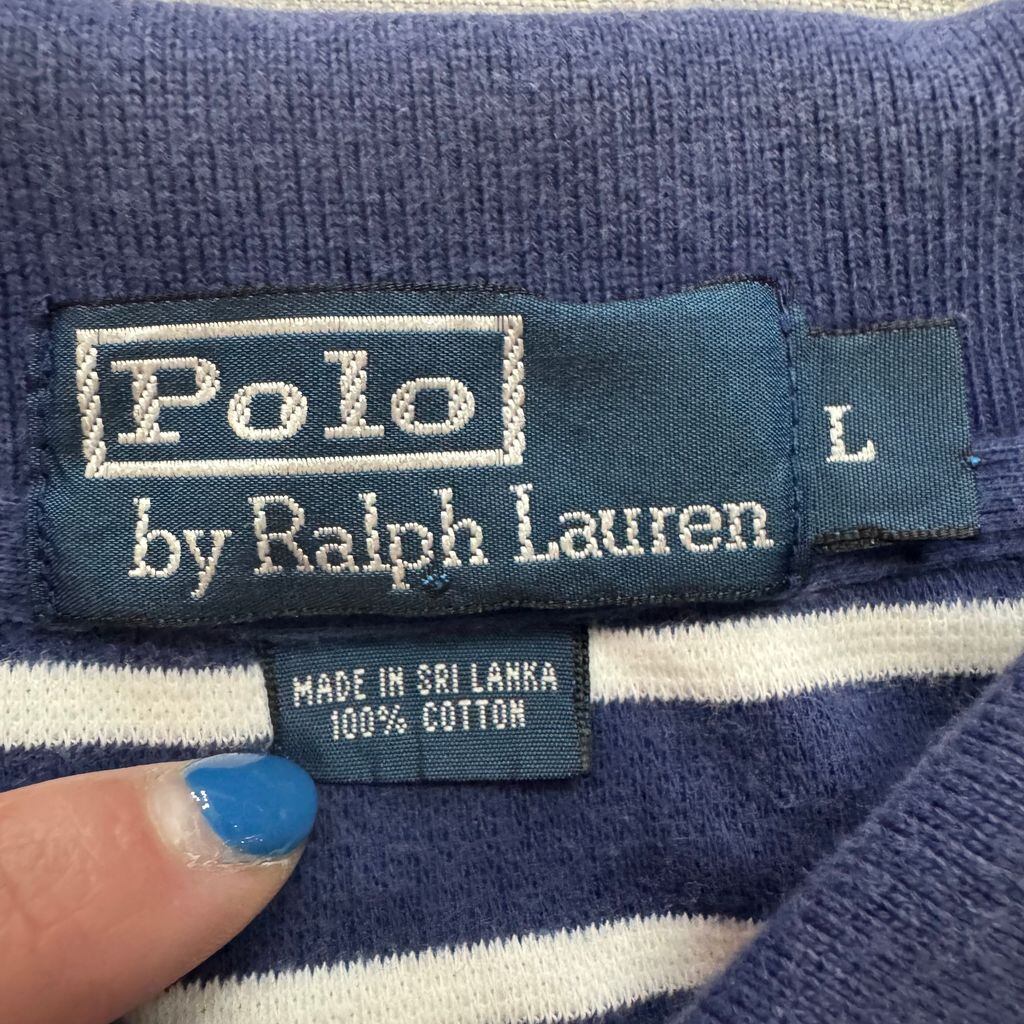 Polo
by Ralph Lauren
L
MADE IN SRI LANKA
100% COTTON